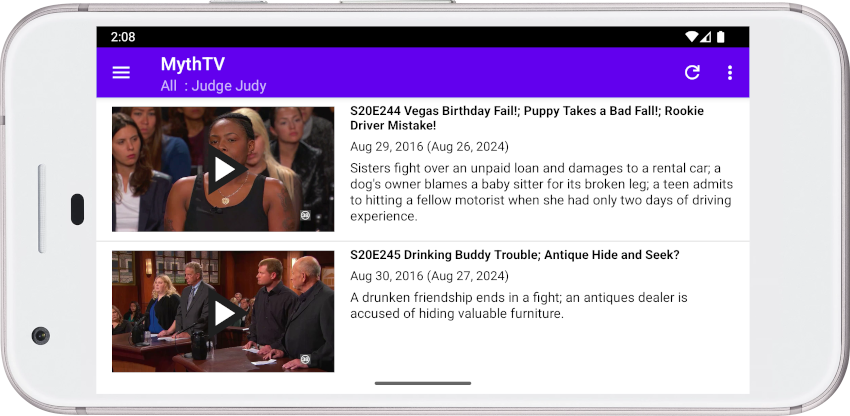 2:08
MythTV
All : Judge Judy
S20E244 Vegas Birthday Fail!; Puppy Takes a Bad Fall!; Rookie
Driver Mistake!
Aug 29, 2016 (Aug 26, 2024)
Sisters fight over an unpaid loan and damages to a rental car; a
dog's owner blames a baby sitter for its broken leg; a teen admits
to hitting a fellow motorist when she had only two days of driving
experience.
S20E245 Drinking Buddy Trouble; Antique Hide and Seek?
Aug 30, 2016 (Aug 27, 2024)
A drunken friendship ends in a fight; an antiques dealer is
accused of hiding valuable furniture.